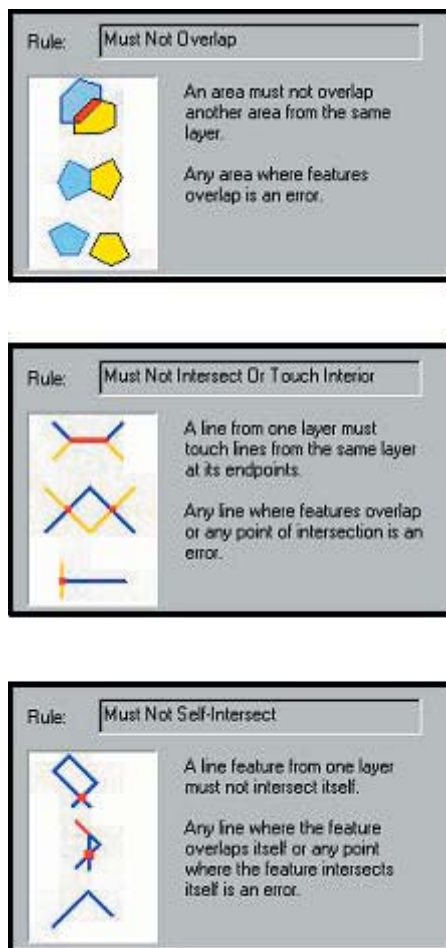 Rule: Must Not Overlap
An area must not overlap
another area from the same
layer.
Any area where features
overlap is an error.
Rule: Must Not Intersect Or Touch Interior
A line from one layer must
touch lines from the same layer
at its endpoints.
Any line where features overlap
or any point of intersection is an
error.
Rule: Must Not Self-Intersect
A line feature from one layer
must not intersect itself.
Any line where the feature
overlaps itself or any point
where the feature intersects
itself is an error.